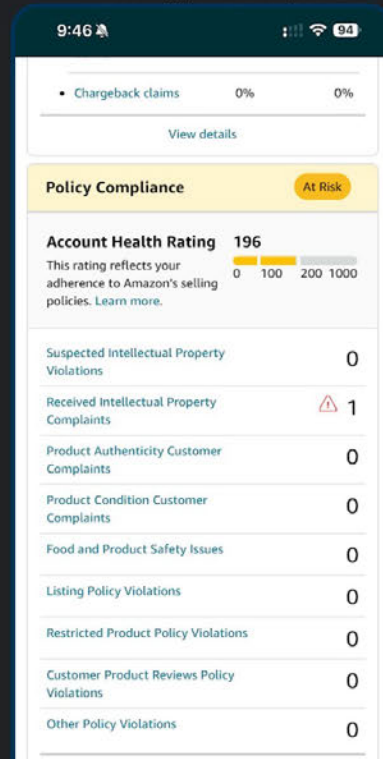 9:46
94
• Chargeback claims 0% 0%
View details
Policy Compliance At Risk
Account Health Rating 196
This rating reflects your
adherence to Amazon's selling
policies. Learn more.
0 100 200 1000
Suspected Intellectual Property
Violations 0
Received Intellectual Property
Complaints 1
Product Authenticity Customer
Complaints 0
Product Condition Customer
Complaints 0
Food and Product Safety Issues 0
Listing Policy Violations 0
Restricted Product Policy Violations 0
Customer Product Reviews Policy
Violations 0
Other Policy Violations 0